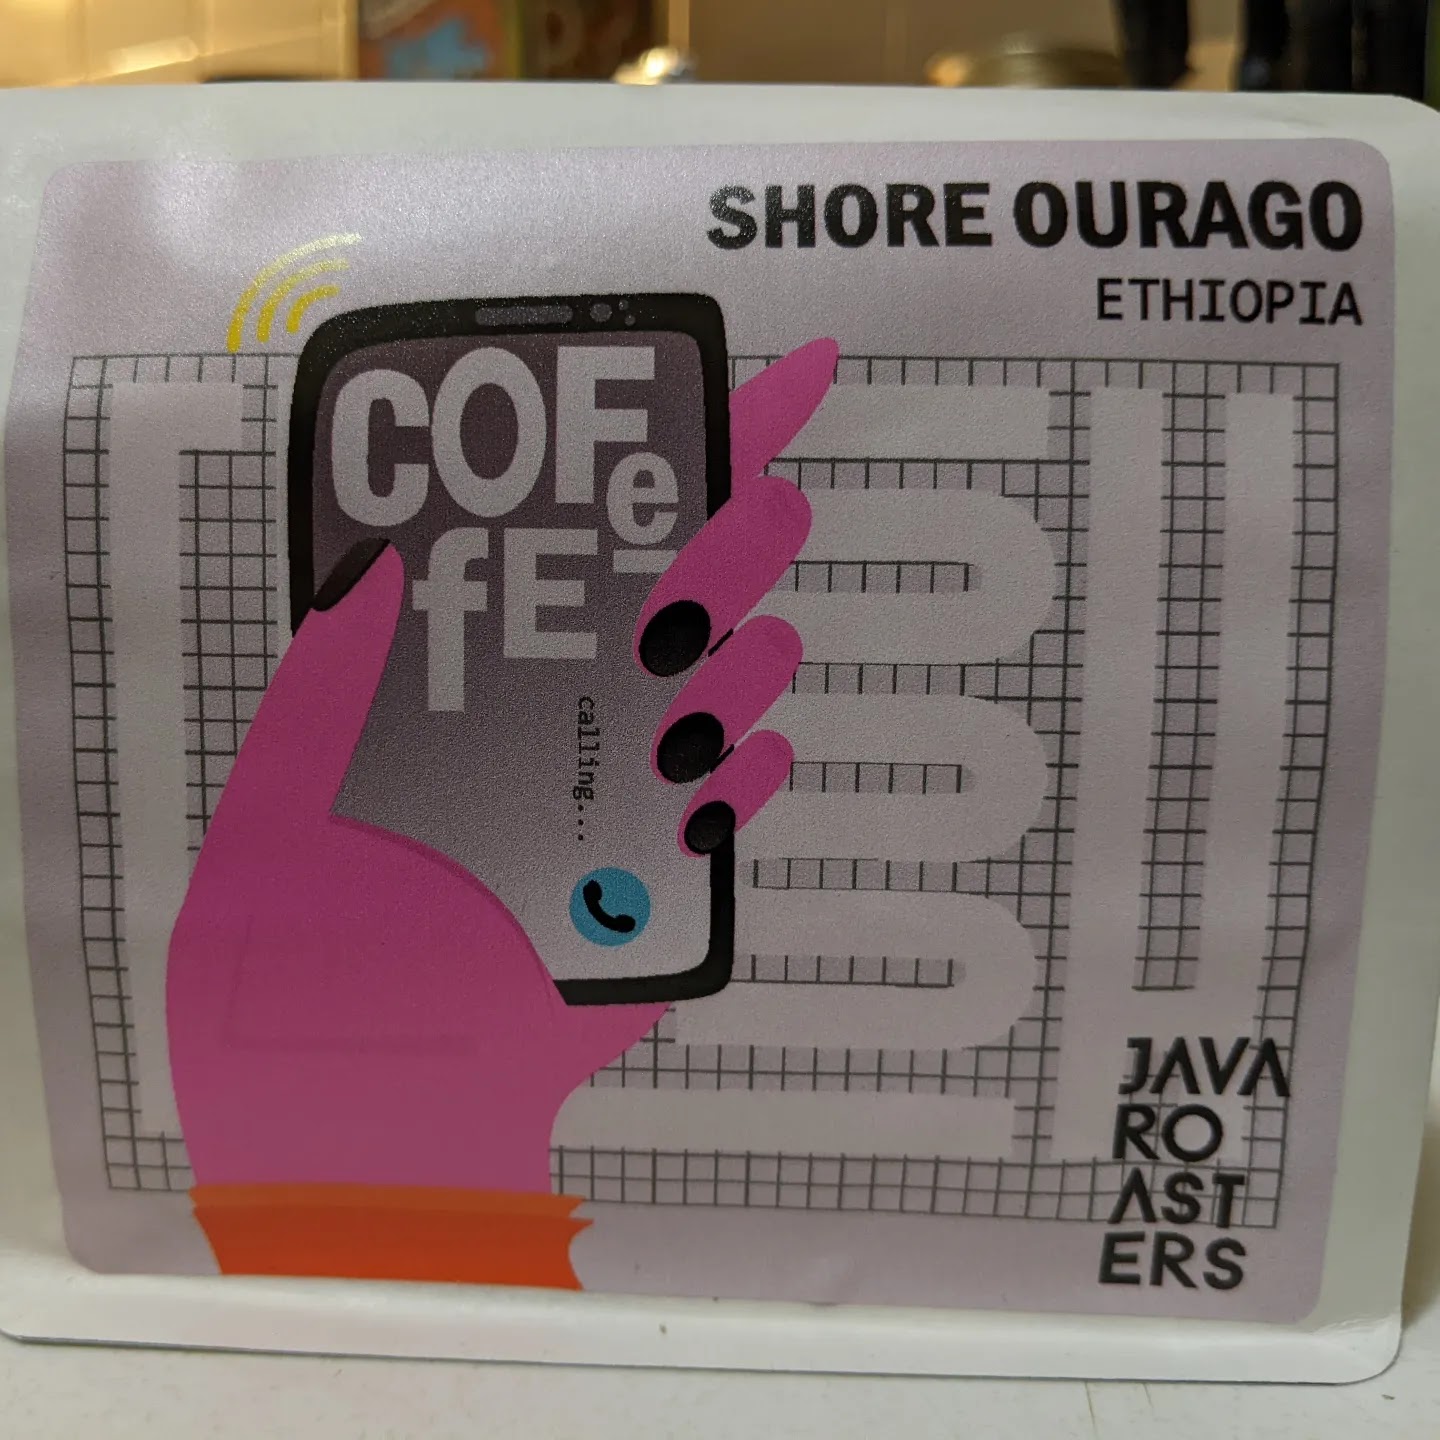 SHORE OURAGO
ETHIOPIA
COFe
fE
calling...
JAVA
RO
AST
ERS